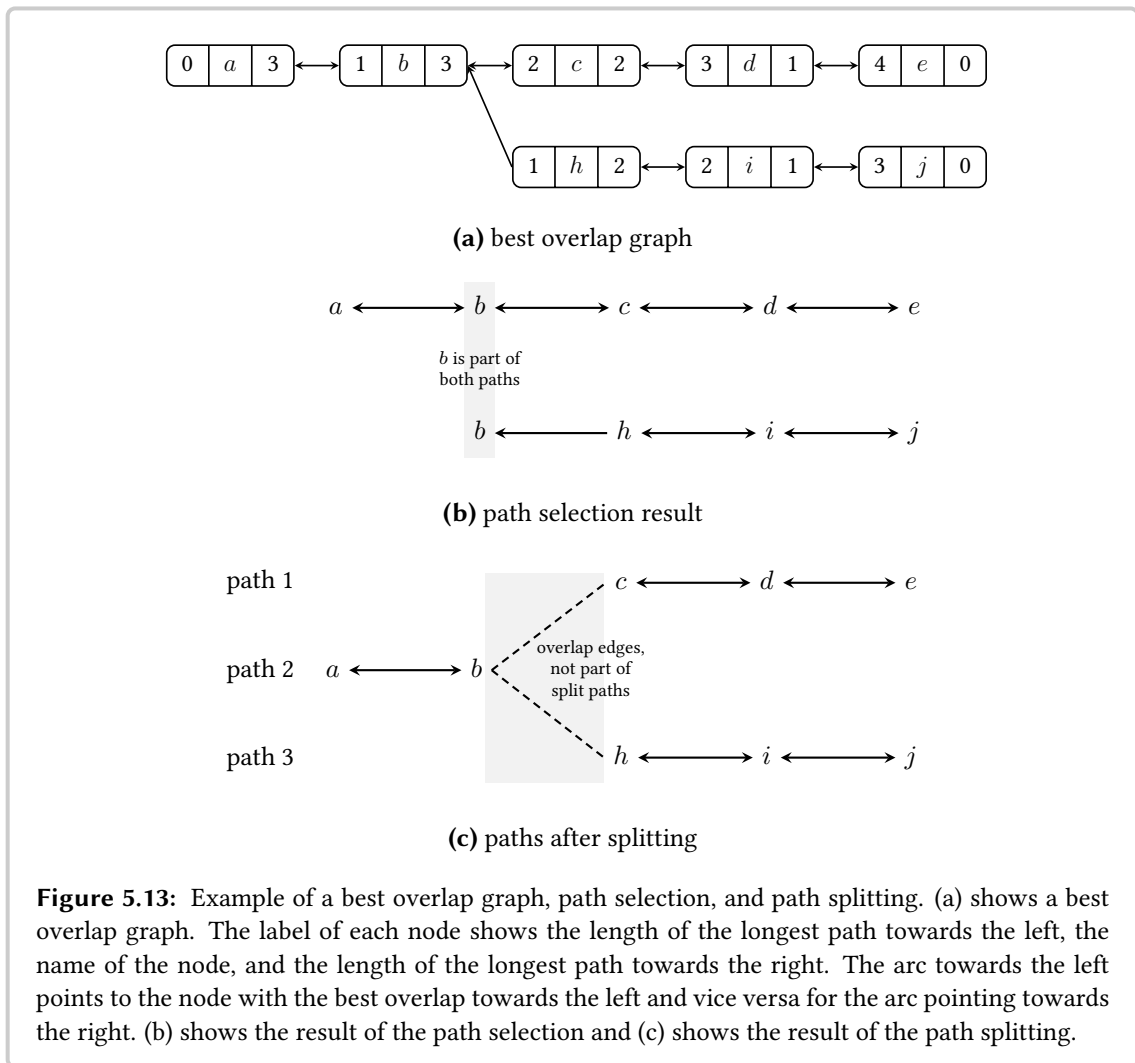 0 a 3 1 b 3 2 c 2 3 d 1 4 e 0
1 h 2 2 i 1 3 j 0
(a) best overlap graph
a b c d e
b is part of
both paths
b h i j
(b) path selection result
path 1 c d e
overlap edges,
path 2 a b not part of
split paths
path 3 h i j
(c) paths after splitting
Figure 5.13: Example of a best overlap graph, path selection, and path splitting. (a) shows a best
overlap graph. The label of each node shows the length of the longest path towards the left, the
name of the node, and the length of the longest path towards the right. The arc towards the left
points to the node with the best overlap towards the left and vice versa for the arc pointing towards
the right. (b) shows the result of the path selection and (c) shows the result of the path splitting.